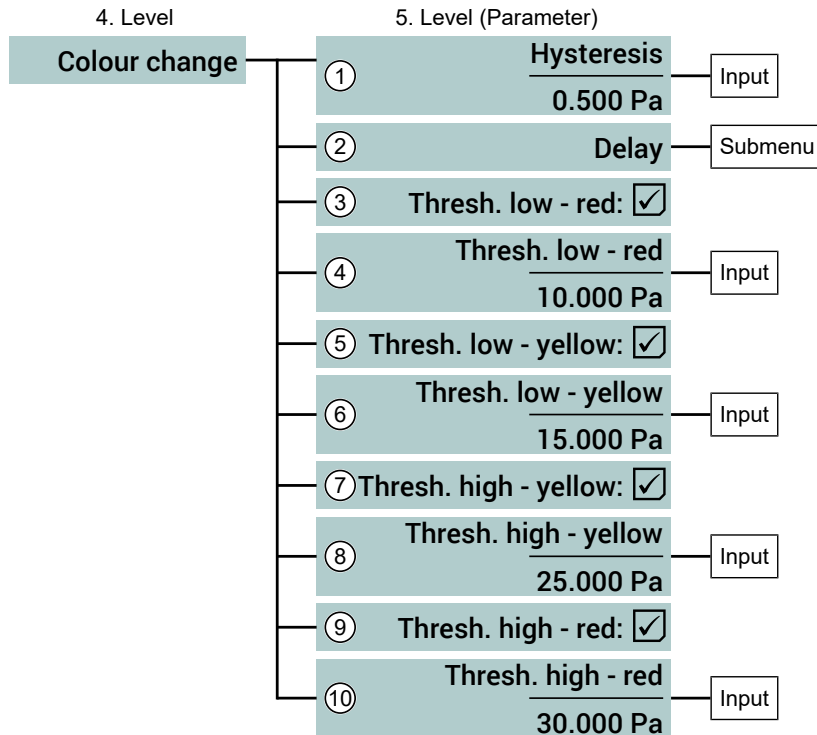 4. Level
5. Level (Parameter)
Colour change
1
Hysteresis
0.500 Pa
Input
2
Delay
Submenu
3
Thresh. low - red:
4
Thresh. low - red
10.000 Pa
Input
5
Thresh. low - yellow:
6
Thresh. low - yellow
15.000 Pa
Input
7
Thresh. high - yellow:
8
Thresh. high - yellow
25.000 Pa
Input
9
Thresh. high - red:
10
Thresh. high - red
30.000 Pa
Input